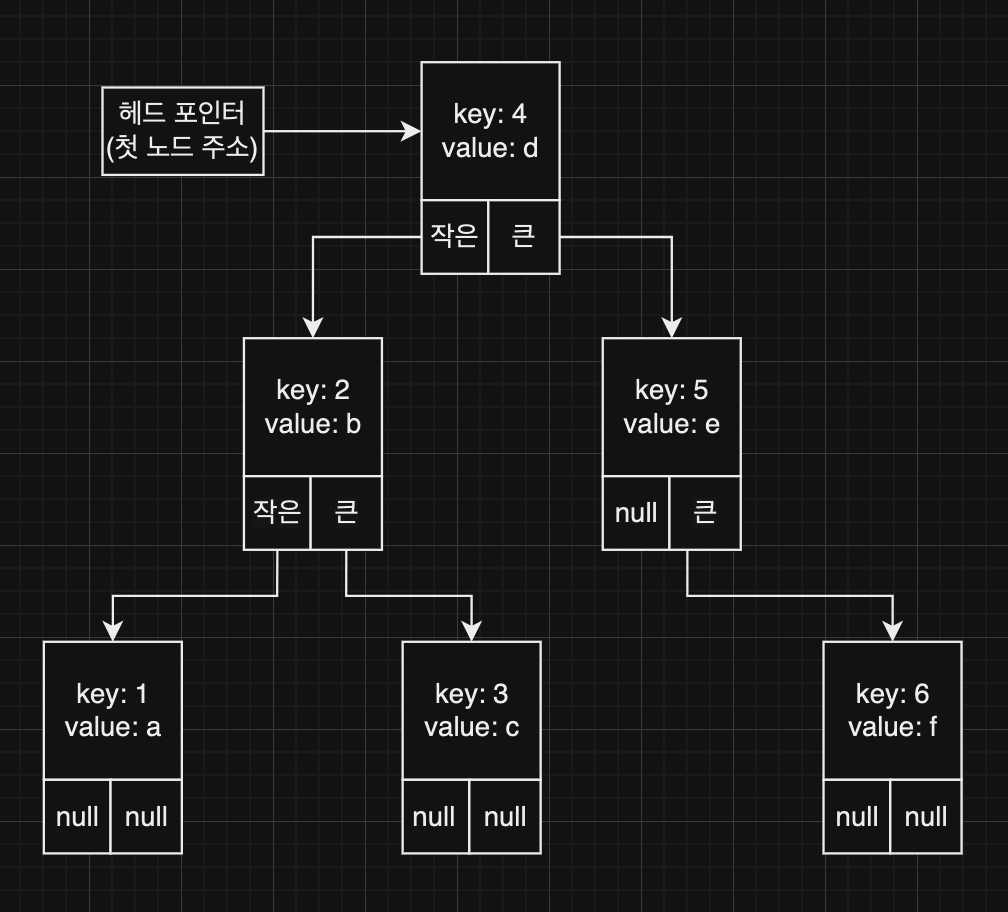 헤드 포인터
(첫 노드 주소)
key: 4
value: d
작은
큰
key: 2
value: b
작은
큰
key: 5
value: e
null
큰
key: 1
value: a
null
null
key: 3
value: c
null
null
key: 6
value: f
null
null